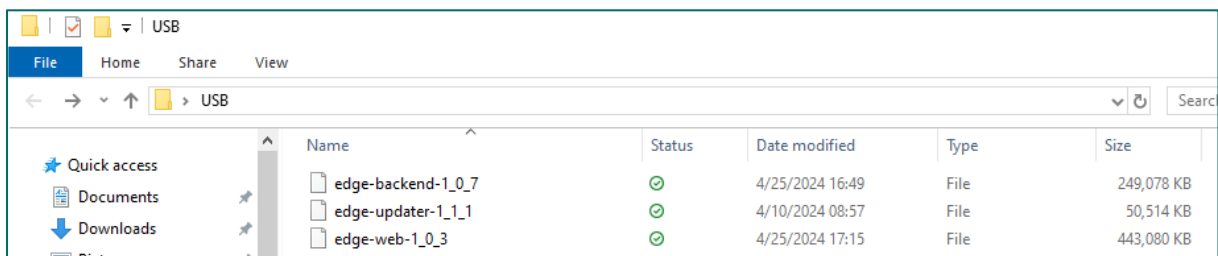 USB
File Home Share View
USB
Searc
Name Status Date modified Type Size
Quick access
Documents
Downloads
edge-backend-1_0_7 4/25/2024 16:49 File 249,078 KB
edge-updater-1_1_1 4/10/2024 08:57 File 50,514 KB
edge-web-1_0_3 4/25/2024 17:15 File 443,080 KB